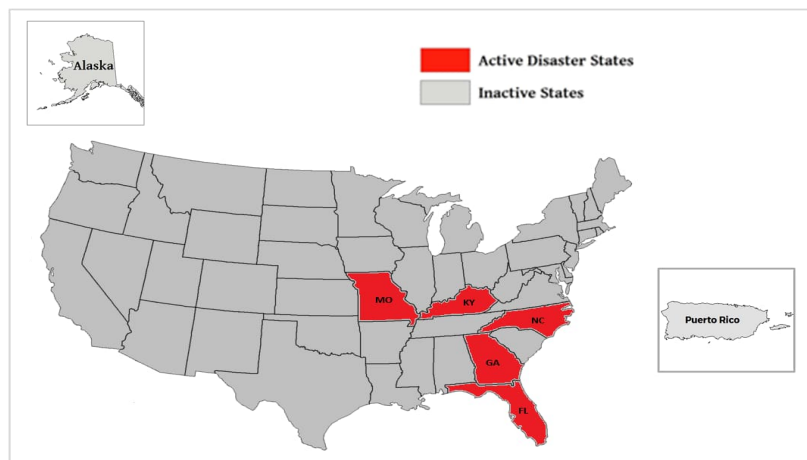 Alaska
Active Disaster States
Inactive States
MO
KY
NC
GA
FL
Puerto Rico